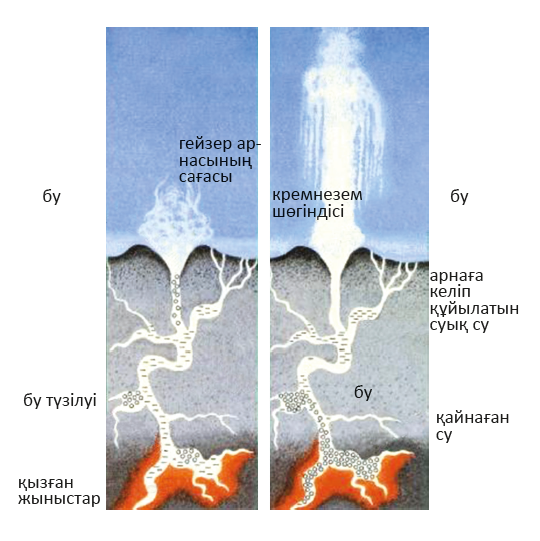 гейзер ар-
насының
сағасы
бу
кремнезем
шөгіндісі
бу
арнаға
келіп
құйылатын
суық су
бу
бу түзілуі
қайнаған
су
қызған
жыныстар